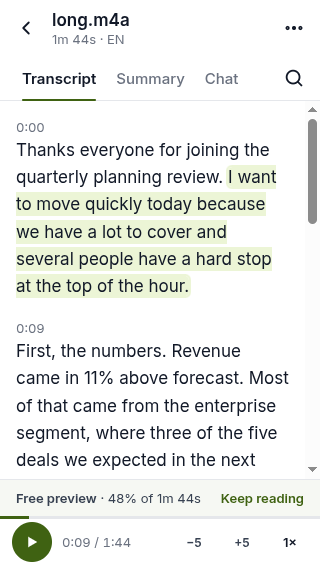 long.m4a
1m 44s · EN
Transcript Summary Chat
0:00
Thanks everyone for joining the
quarterly planning review. I want
to move quickly today because
we have a lot to cover and
several people have a hard stop
at the top of the hour.
0:09
First, the numbers. Revenue
came in 11% above forecast. Most
of that came from the enterprise
segment, where three of the five
deals we expected in the next
Free preview · 48% of 1m 44s Keep reading
0:09 / 1:44 −5 +5 1×